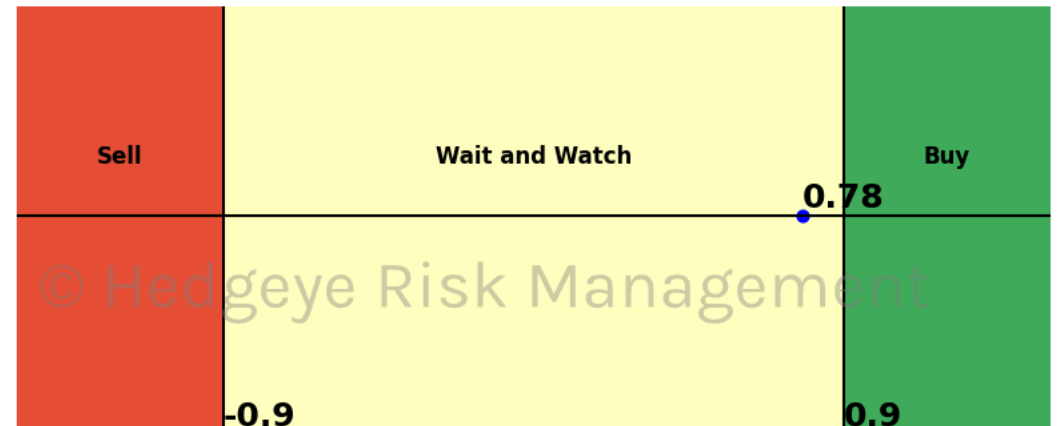 Sell
Wait and Watch
Buy
0.78
© Hedgeye Risk Management
-0.9
0.9